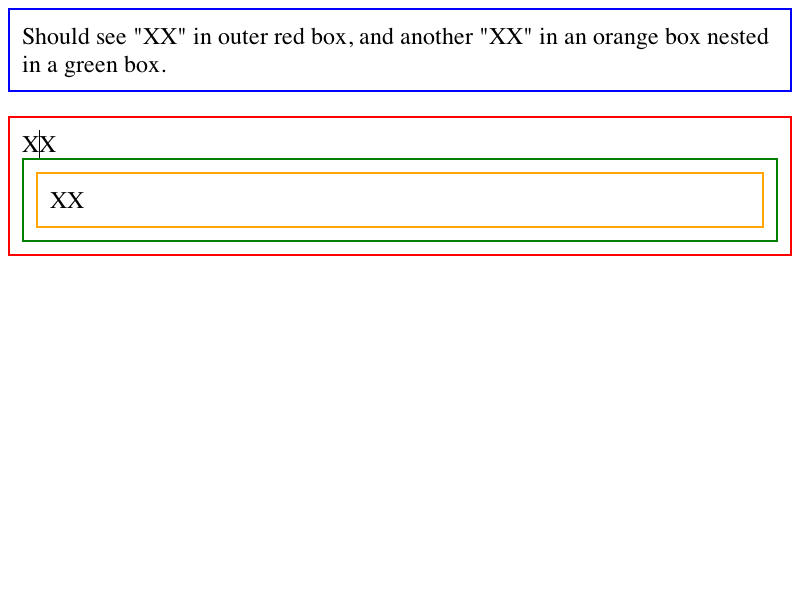 Should see "XX" in outer red box, and another "XX" in an orange box nested
in a green box.
XX
XX